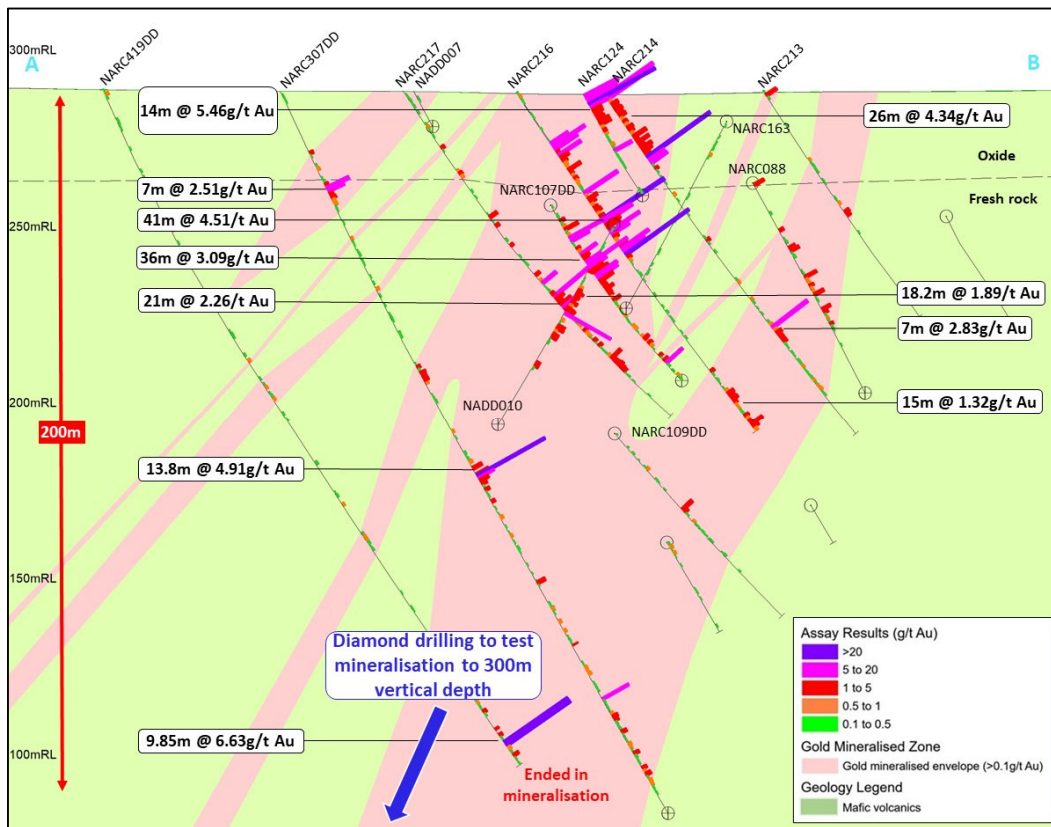 300mRL
A
NARC419DD
NARC307DD
NARC217
NADD007
NARC216
NARC124
NARC214
NARC213
B
14m @ 5.46g/t Au
26m @ 4.34g/t Au
NARC163
Oxide
NARC088
7m @ 2.51g/t Au
NARC107DD
Fresh rock
41m @ 4.51/t Au
250mRL
36m @ 3.09g/t Au
21m @ 2.26/t Au
18.2m @ 1.89/t Au
7m @ 2.83g/t Au
200mRL
NADD010
15m @ 1.32g/t Au
200m
NARC109DD
13.8m @ 4.91g/t Au
150mRL
Diamond drilling to test
mineralisation to 300m
vertical depth
100mRL
9.85m @ 6.63g/t Au
Ended in
mineralisation
Assay Results (g/t Au)
>20
5 to 20
1 to 5
0.5 to 1
0.1 to 0.5
Gold Mineralised Zone
Gold mineralised envelope (>0.1g/t Au)
Geology Legend
Mafic volcanics